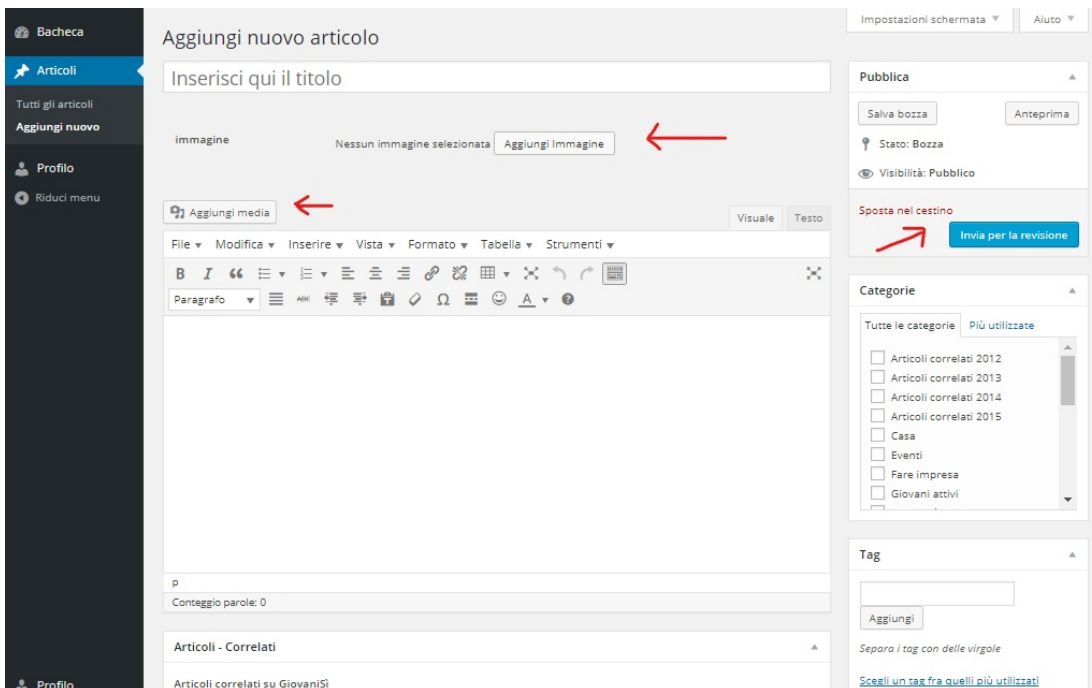 Bacheca
Articoli
Tutti gli articoli
Aggiungi nuovo
Profilo
Riduci menu
Profilo
Impostazioni schermata
Aiuto
Aggiungi nuovo articolo
Inserisci qui il titolo
immagine
Nessun immagine selezionata Aggiungi Immagine
Aggiungi media
Visuale Testo
File Modifica Inserire Vista Formato Tabella Strumenti
B I
Paragrafo ABC Ω A
p
Conteggio parole: 0
Articoli - Correlati
Articoli correlati su GiovaniSì
Pubblica
Salva bozza Anteprima
Stato: Bozza
Visibilità: Pubblico
Sposta nel cestino
Invia per la revisione
Categorie
Tutte le categorie Più utilizzate
Articoli correlati 2012
Articoli correlati 2013
Articoli correlati 2014
Articoli correlati 2015
Casa
Eventi
Fare impresa
Giovani attivi
Tag
Aggiungi
Separa i tag con delle virgole
Scegli un tag fra quelli più utilizzati